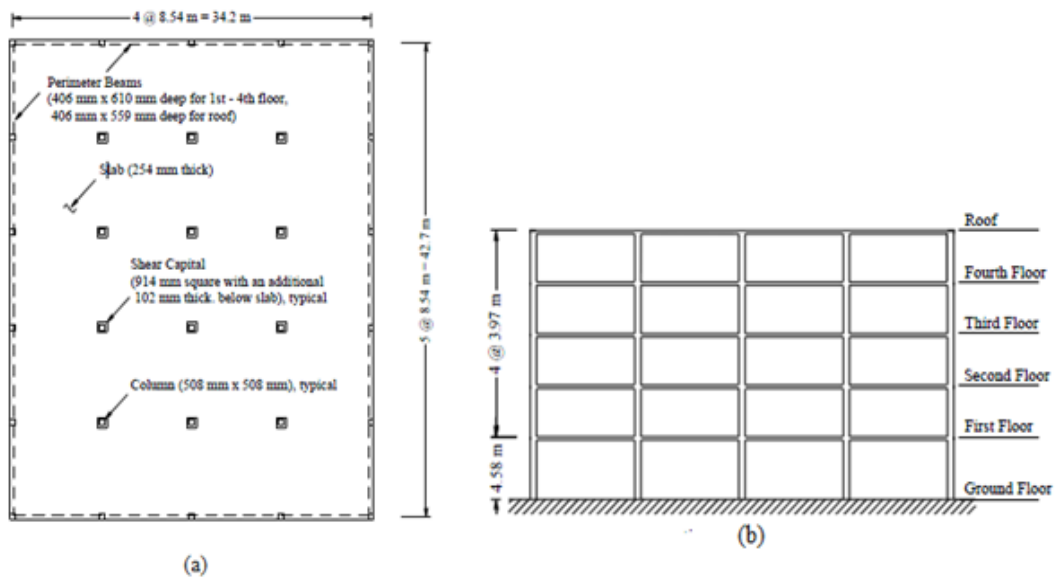 4 @ 8.54 m = 34.2 m
Perimeter Beams
(406 mm x 610 mm deep for 1st - 4th floor,
406 mm x 559 mm deep for roof)
Slab (254 mm thick)
Shear Capital
(914 mm square with an additional
102 mm thick. below slab), typical
Column (508 mm x 508 mm), typical
5 @ 8.54 m = 42.7 m
(a)
Roof
Fourth Floor
Third Floor
Second Floor
First Floor
Ground Floor
4 @ 3.97 m
4.58 m
(b)